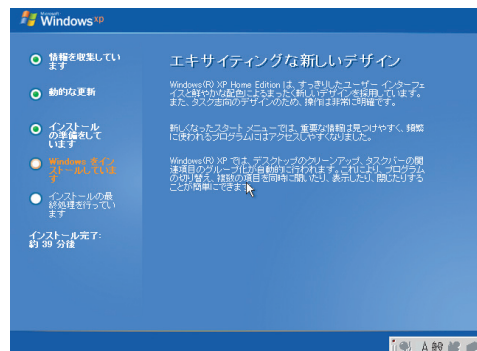 Microsoft
Windows xp
情報を収集してい
ます
動的な更新
インストール
の準備をして
います
Windows をイン
ストールしていま
す
インストールの最
終処理を行ってい
ます
インストール完了:
約 39 分後
エキサイティングな新しいデザイン
Windows(R) XP Home Edition は、すっきりしたユーザー インターフェ
イスと鮮やかな配色によるまったく新しいデザインを採用しています。
また、タスク志向のデザインのため、操作は非常に明確です。
新しくなったスタート メニューでは、重要な情報は見つけやすく、頻繁
に使われるプログラムにはアクセスしやすくなりました。
Windows(R) XP では、デスクトップのクリーンアップ、タスクバーの関
連項目のグループ化が自動的に行われます。これにより、プログラム
の切り替え、複数の項目を同時に開いたり、表示したり、閉じたりする
ことが簡単にできます。
A 般